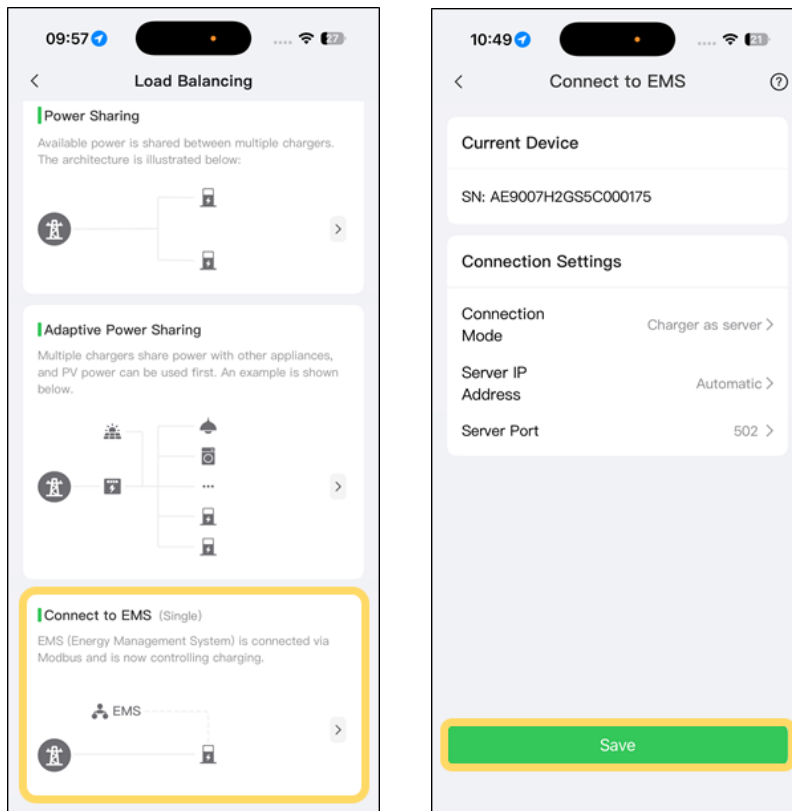 09:57
27
Load Balancing
Power Sharing
Available power is shared between multiple chargers.
The architecture is illustrated below:
Adaptive Power Sharing
Multiple chargers share power with other appliances,
and PV power can be used first. An example is shown
below.
Connect to EMS (Single)
EMS (Energy Management System) is connected via
Modbus and is now controlling charging.
EMS
10:49
21
Connect to EMS
Current Device
SN: AE9007H2GS5C000175
Connection Settings
Connection
Mode
Charger as server
Server IP
Address
Automatic
Server Port
502
Save